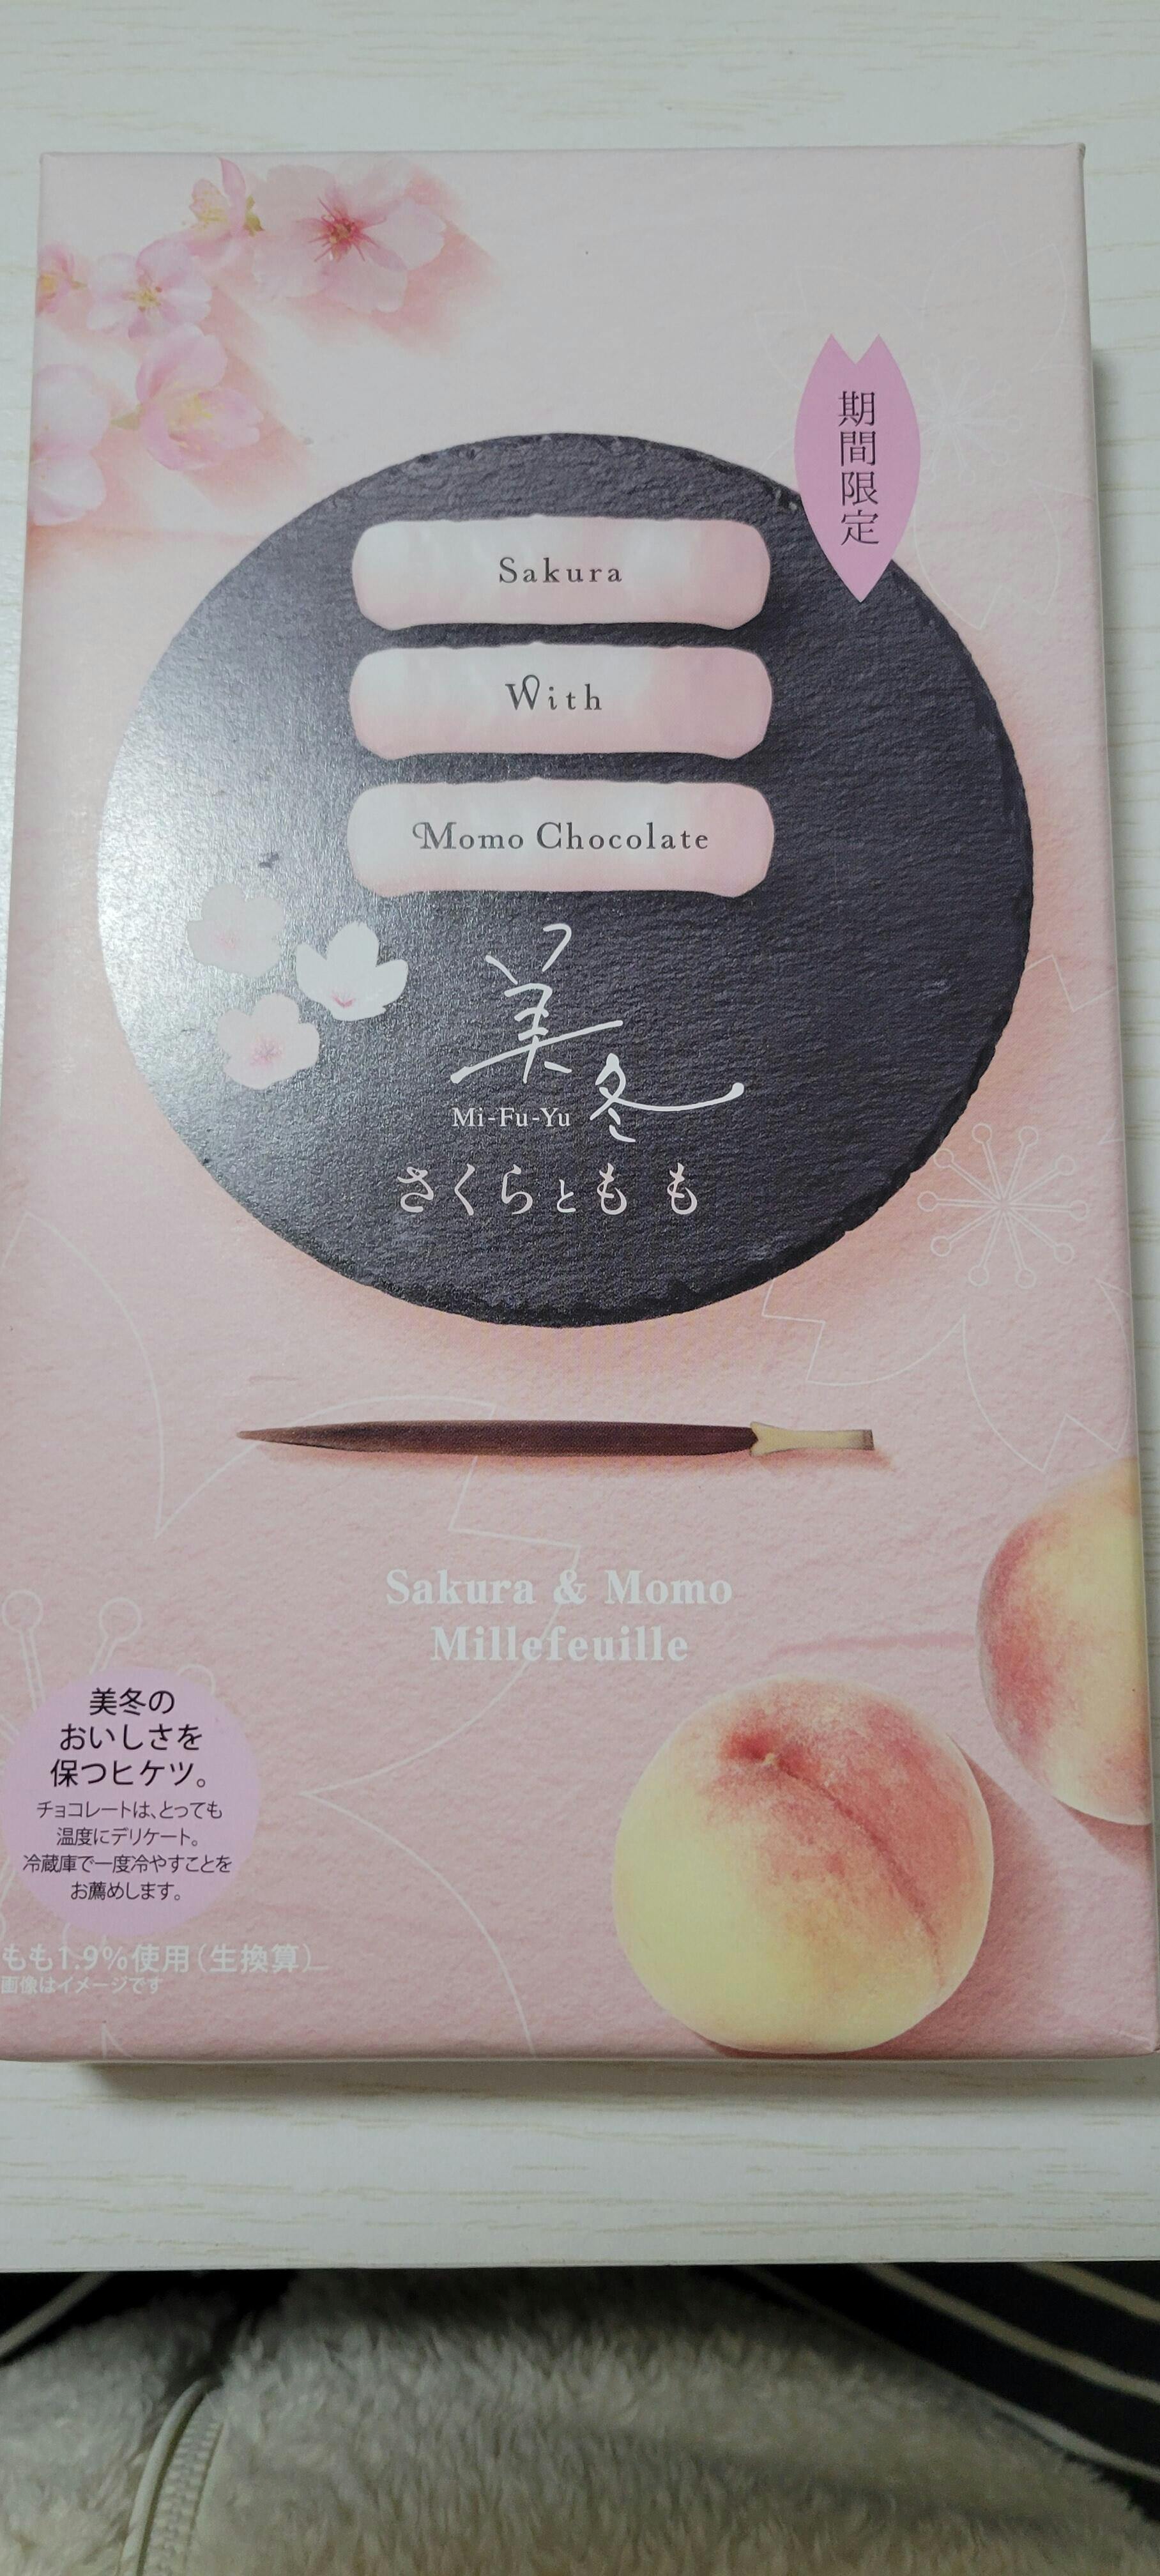 期間限定
Sakura
With
Momo Chocolate
美冬
Mi-Fu-Yu
さくらともも
Sakura & Momo
Millefeuille
美冬の
おいしさを
保つヒケツ。
チョコレートは、とっても
温度にデリケート。
冷蔵庫で一度冷やすことを
お薦めします。
もも1.9%使用(生換算)
画像はイメージです